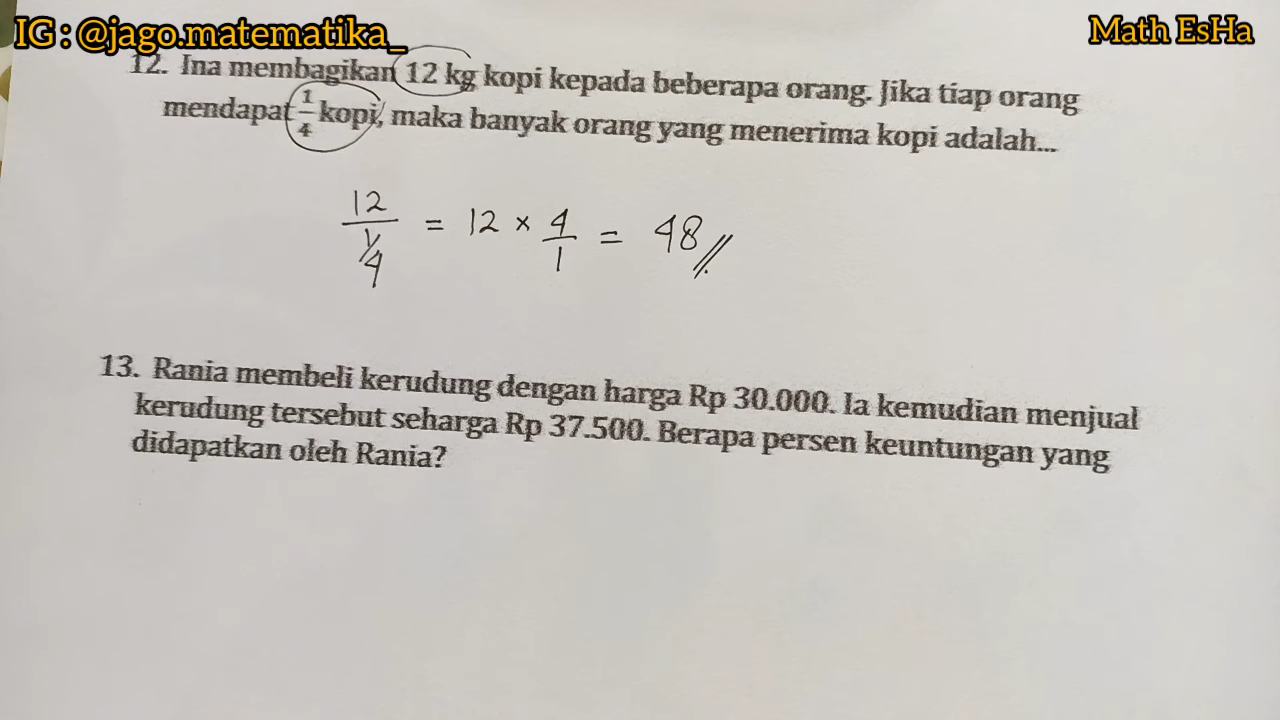 IG : @jago.matematika_
Math EsHa
12. Ina membagikan 12 kg kopi kepada beberapa orang. Jika tiap orang
mendapat 1/4 kopi, maka banyak orang yang menerima kopi adalah...
12 / 1/4 = 12 × 4/1 = 48 //
13. Rania membeli kerudung dengan harga Rp 30.000. Ia kemudian menjual
kerudung tersebut seharga Rp 37.500. Berapa persen keuntungan yang
didapatkan oleh Rania?